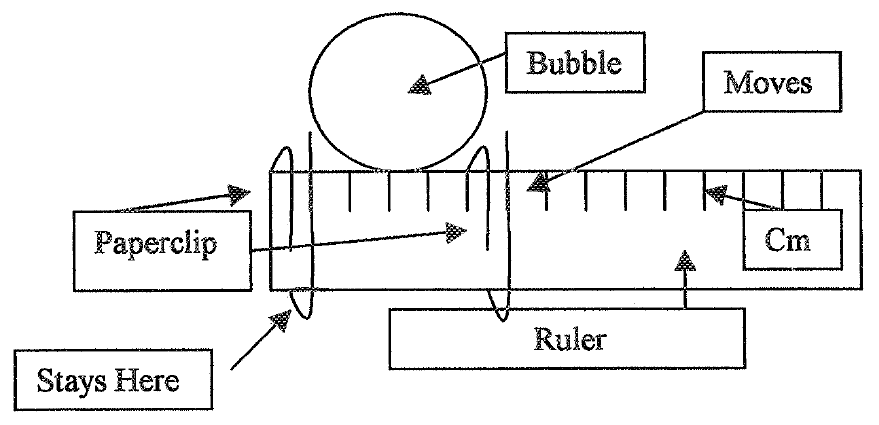 Bubble
Moves
Paperclip
Cm
Ruler
Stays Here